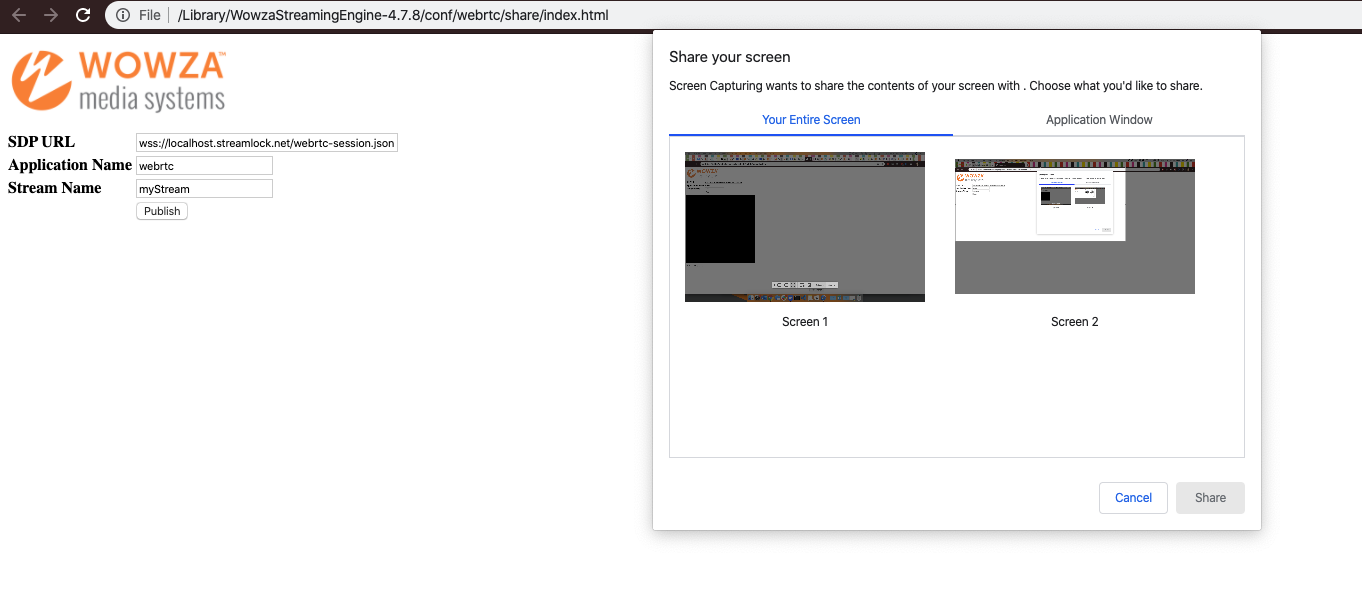 File /Library/WowzaStreamingEngine-4.7.8/conf/webrtc/share/index.html
WOWZA™
media systems
SDP URL wss://localhost.streamlock.net/webrtc-session.json
Application Name webrtc
Stream Name myStream
Publish
Share your screen
Screen Capturing wants to share the contents of your screen with . Choose what you'd like to share.
Your Entire Screen Application Window
WOWZA WOWZA
Screen 1 Screen 2
Cancel Share